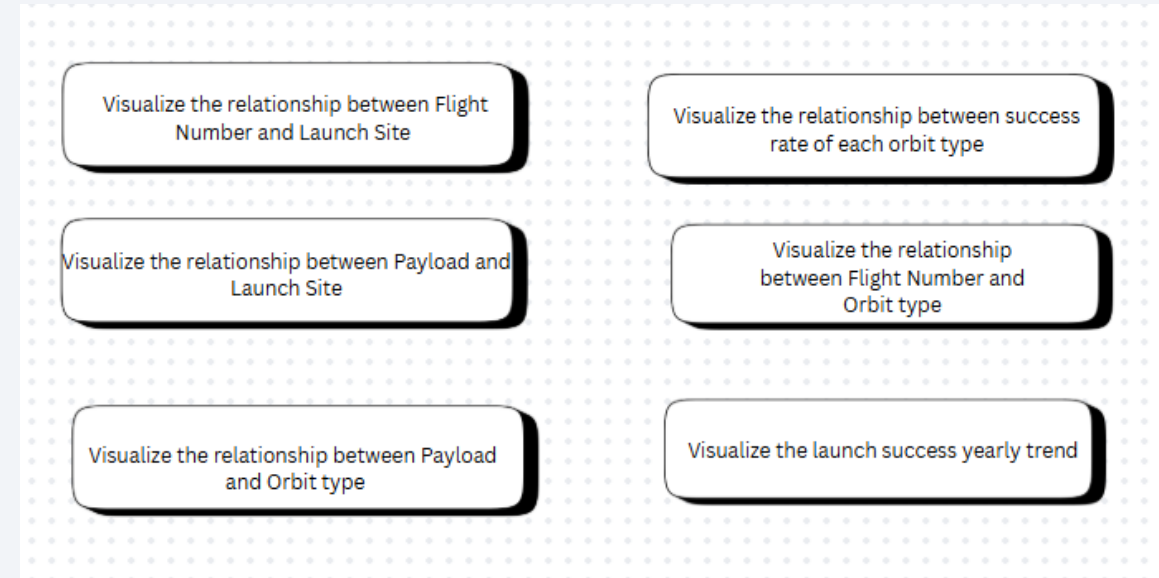 Visualize the relationship between Flight
Number and Launch Site
Visualize the relationship between success
rate of each orbit type
Visualize the relationship between Payload and
Launch Site
Visualize the relationship
between Flight Number and
Orbit type
Visualize the relationship between Payload
and Orbit type
Visualize the launch success yearly trend